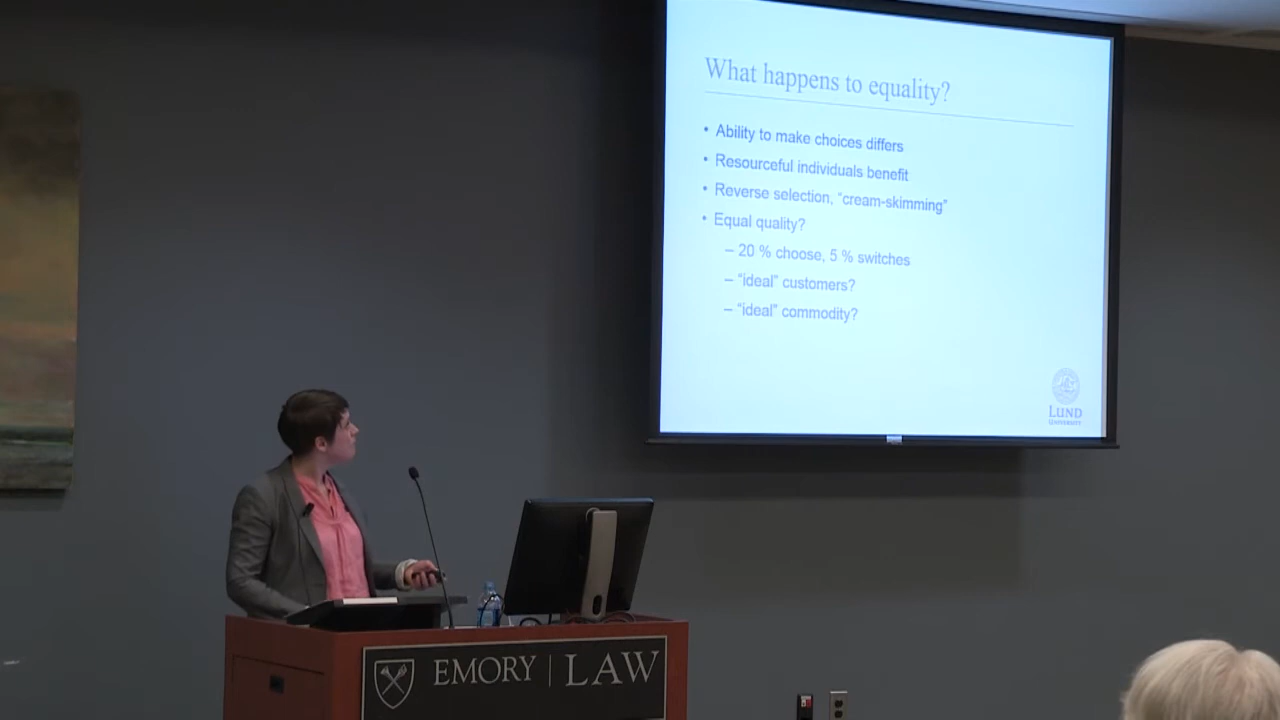 What happens to equality?
• Ability to make choices differs
• Resourceful individuals benefit
• Reverse selection, “cream-skimming”
• Equal quality?
– 20 % choose, 5 % switches
– “ideal” customers?
– “ideal” commodity?
LUND
UNIVERSITY
EMORY | LAW